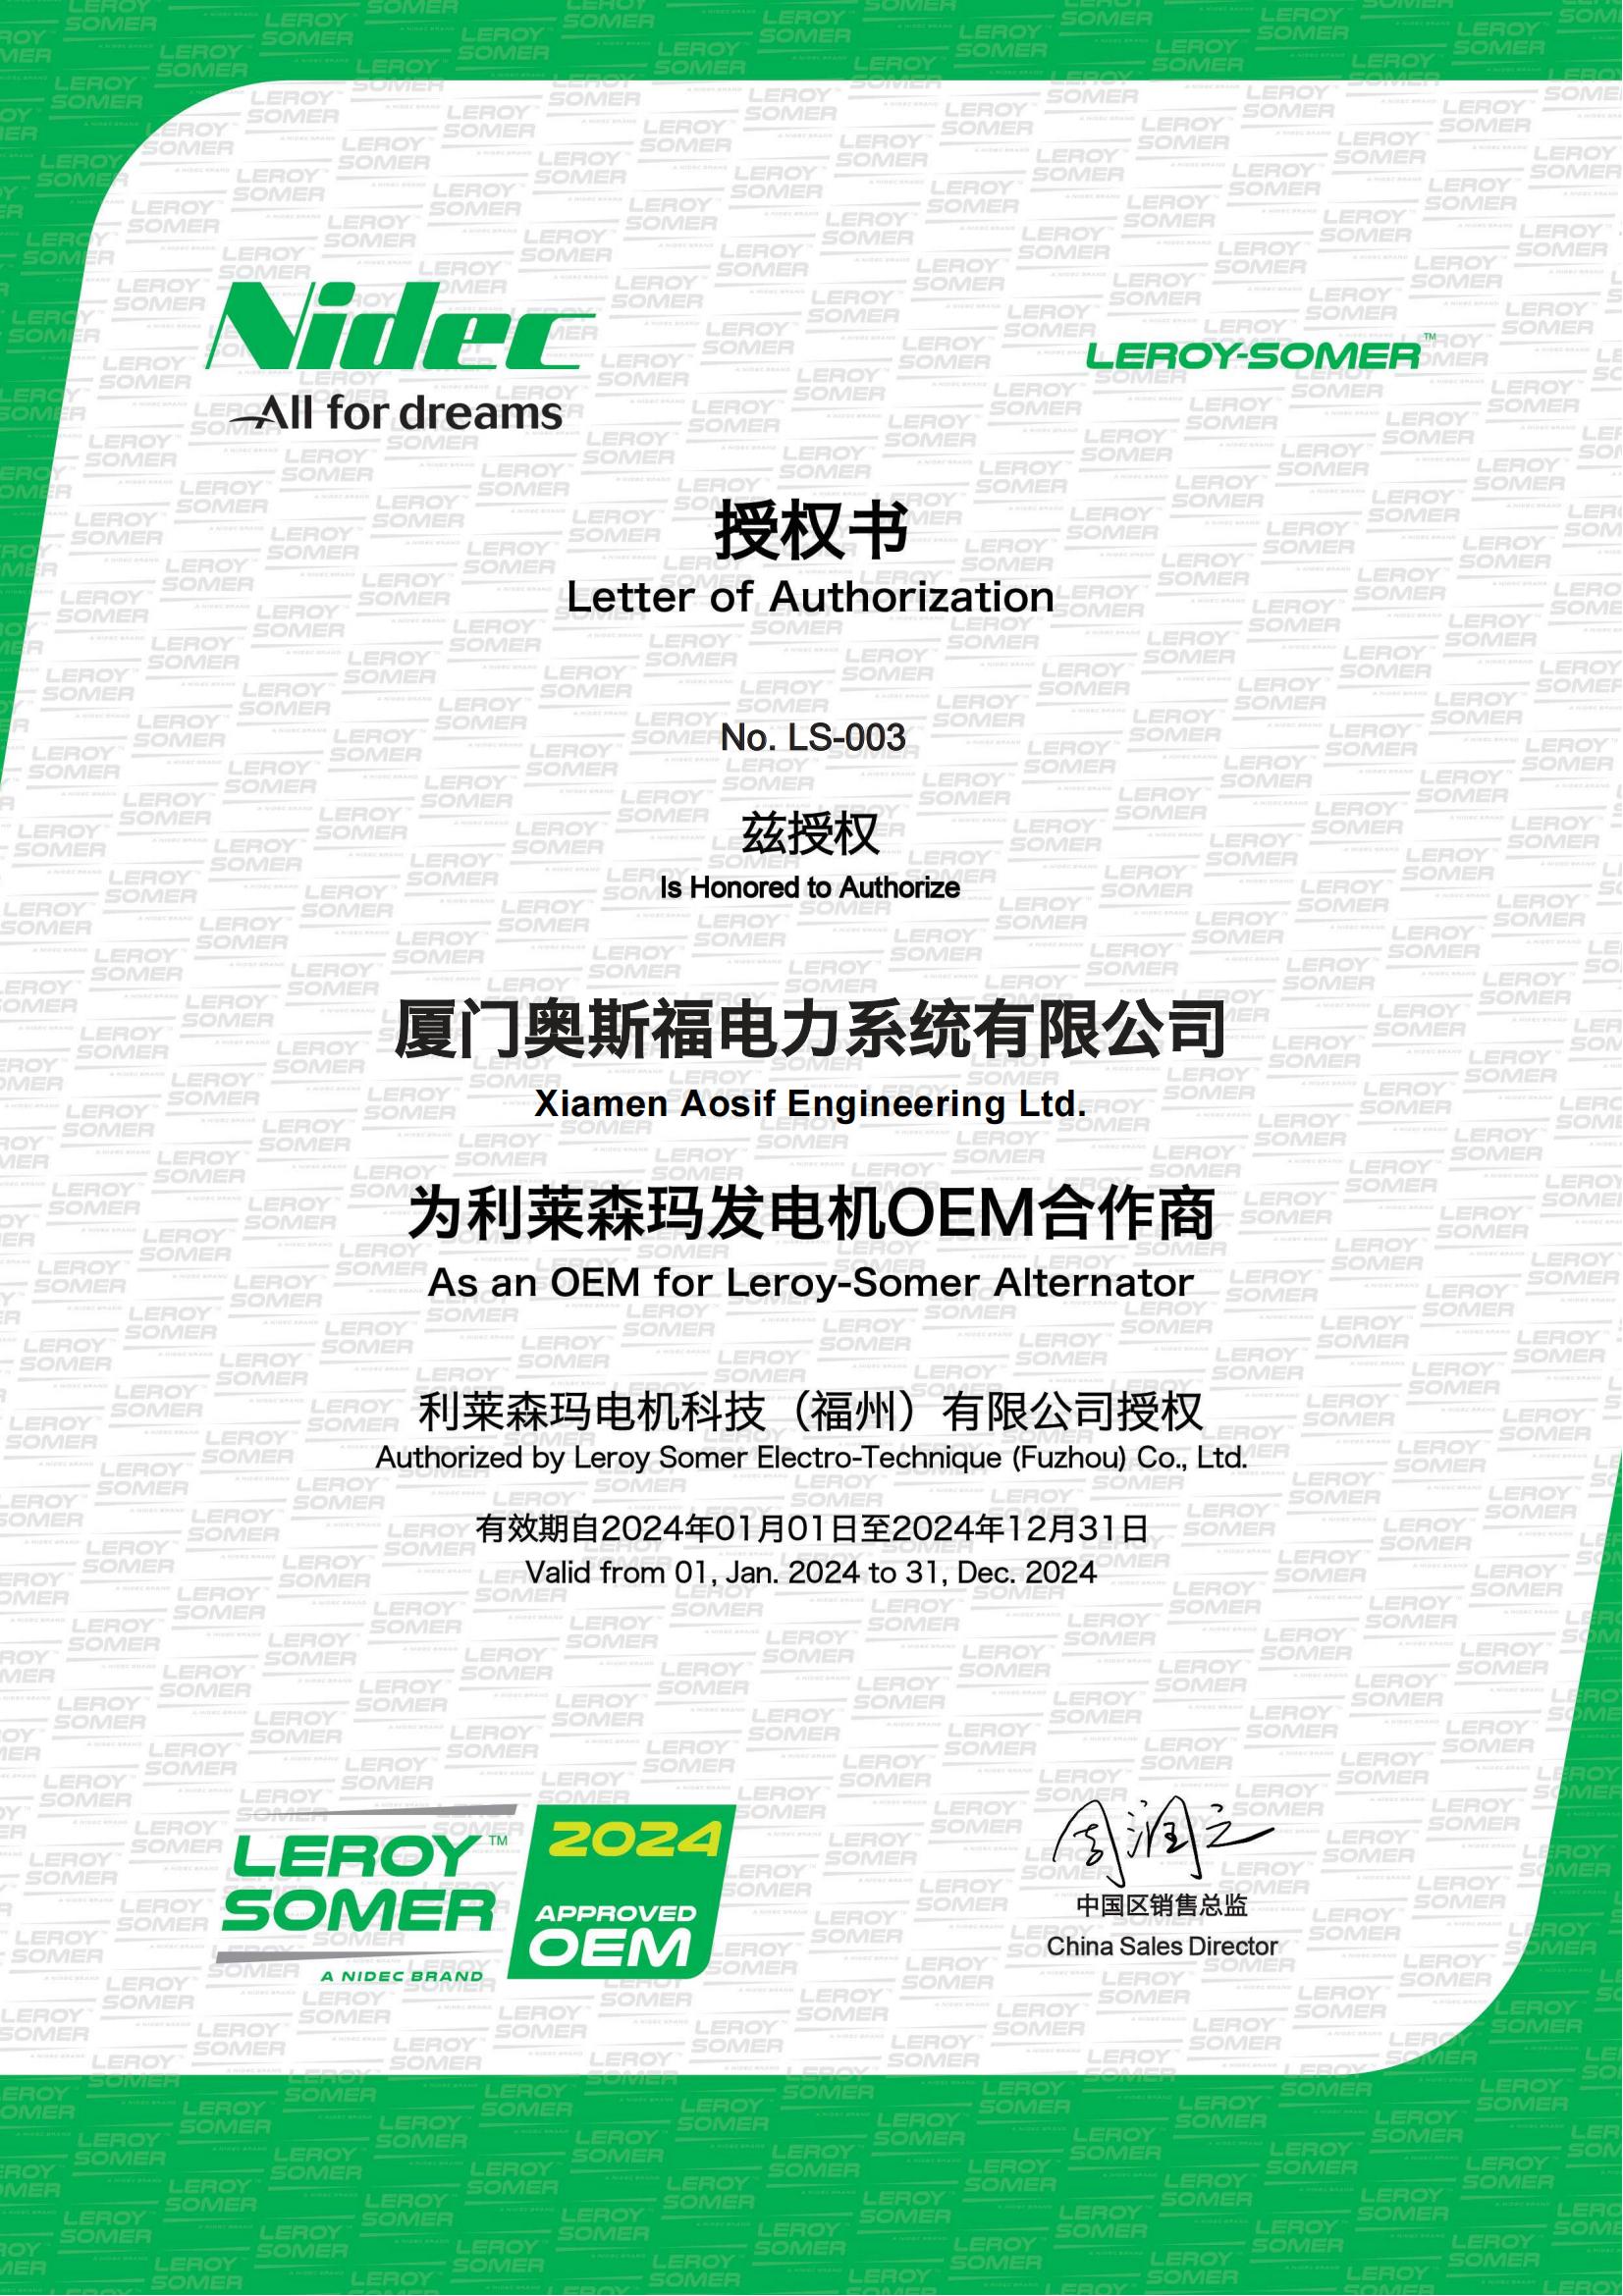 Nidec
All for dreams
LEROY-SOMER™
授权书
Letter of Authorization
No. LS-003
兹授权
Is Honored to Authorize
厦门奥斯福电力系统有限公司
Xiamen Aosif Engineering Ltd.
为利莱森玛发电机OEM合作商
As an OEM for Leroy-Somer Alternator
利莱森玛电机科技（福州）有限公司授权
Authorized by Leroy Somer Electro-Technique (Fuzhou) Co., Ltd.
有效期自2024年01月01日至2024年12月31日
Valid from 01, Jan. 2024 to 31, Dec. 2024
LEROY™
SOMER
A NIDEC BRAND
2024
APPROVED
OEM
中国区销售总监
China Sales Director